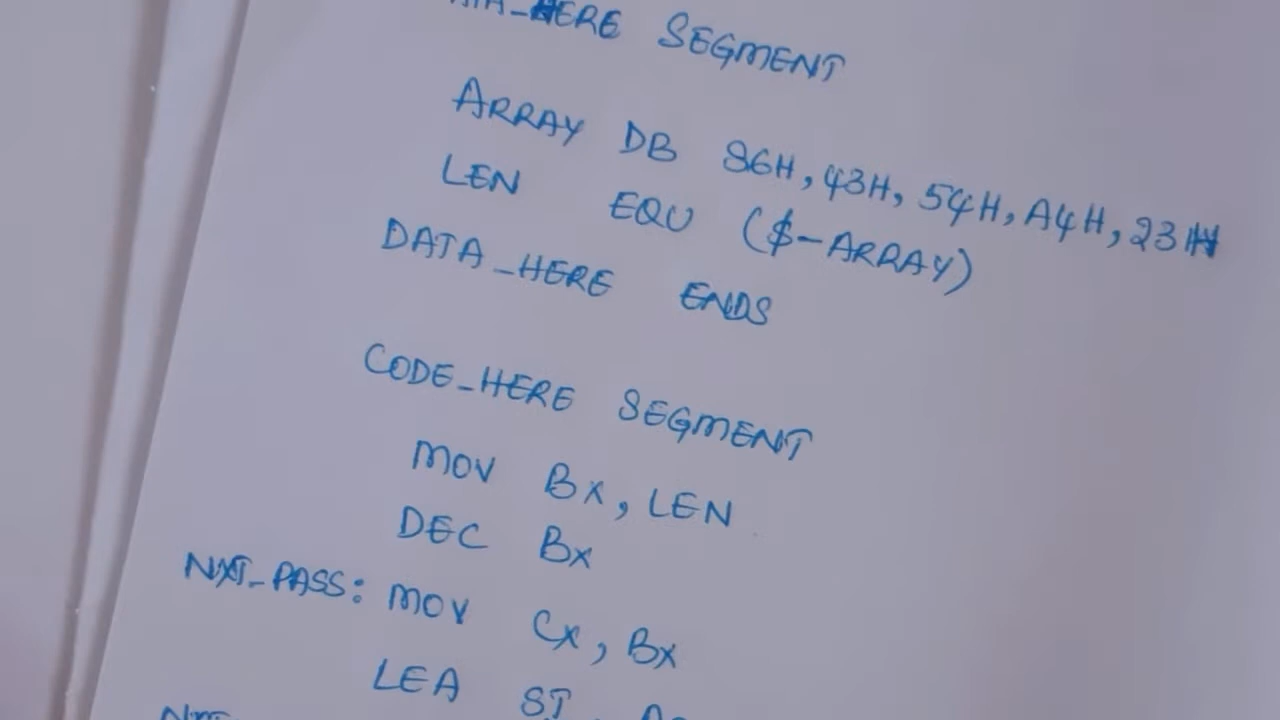 SEGMENT
ARRAY DB 86H, 43H, 54H, A4H, 23H
LEN EQU ($-ARRAY)
DATA_HERE ENDS
CODE_HERE SEGMENT
MOV BX, LEN
DEC BX
NXT_PASS: MOV CX, BX
LEA SI,